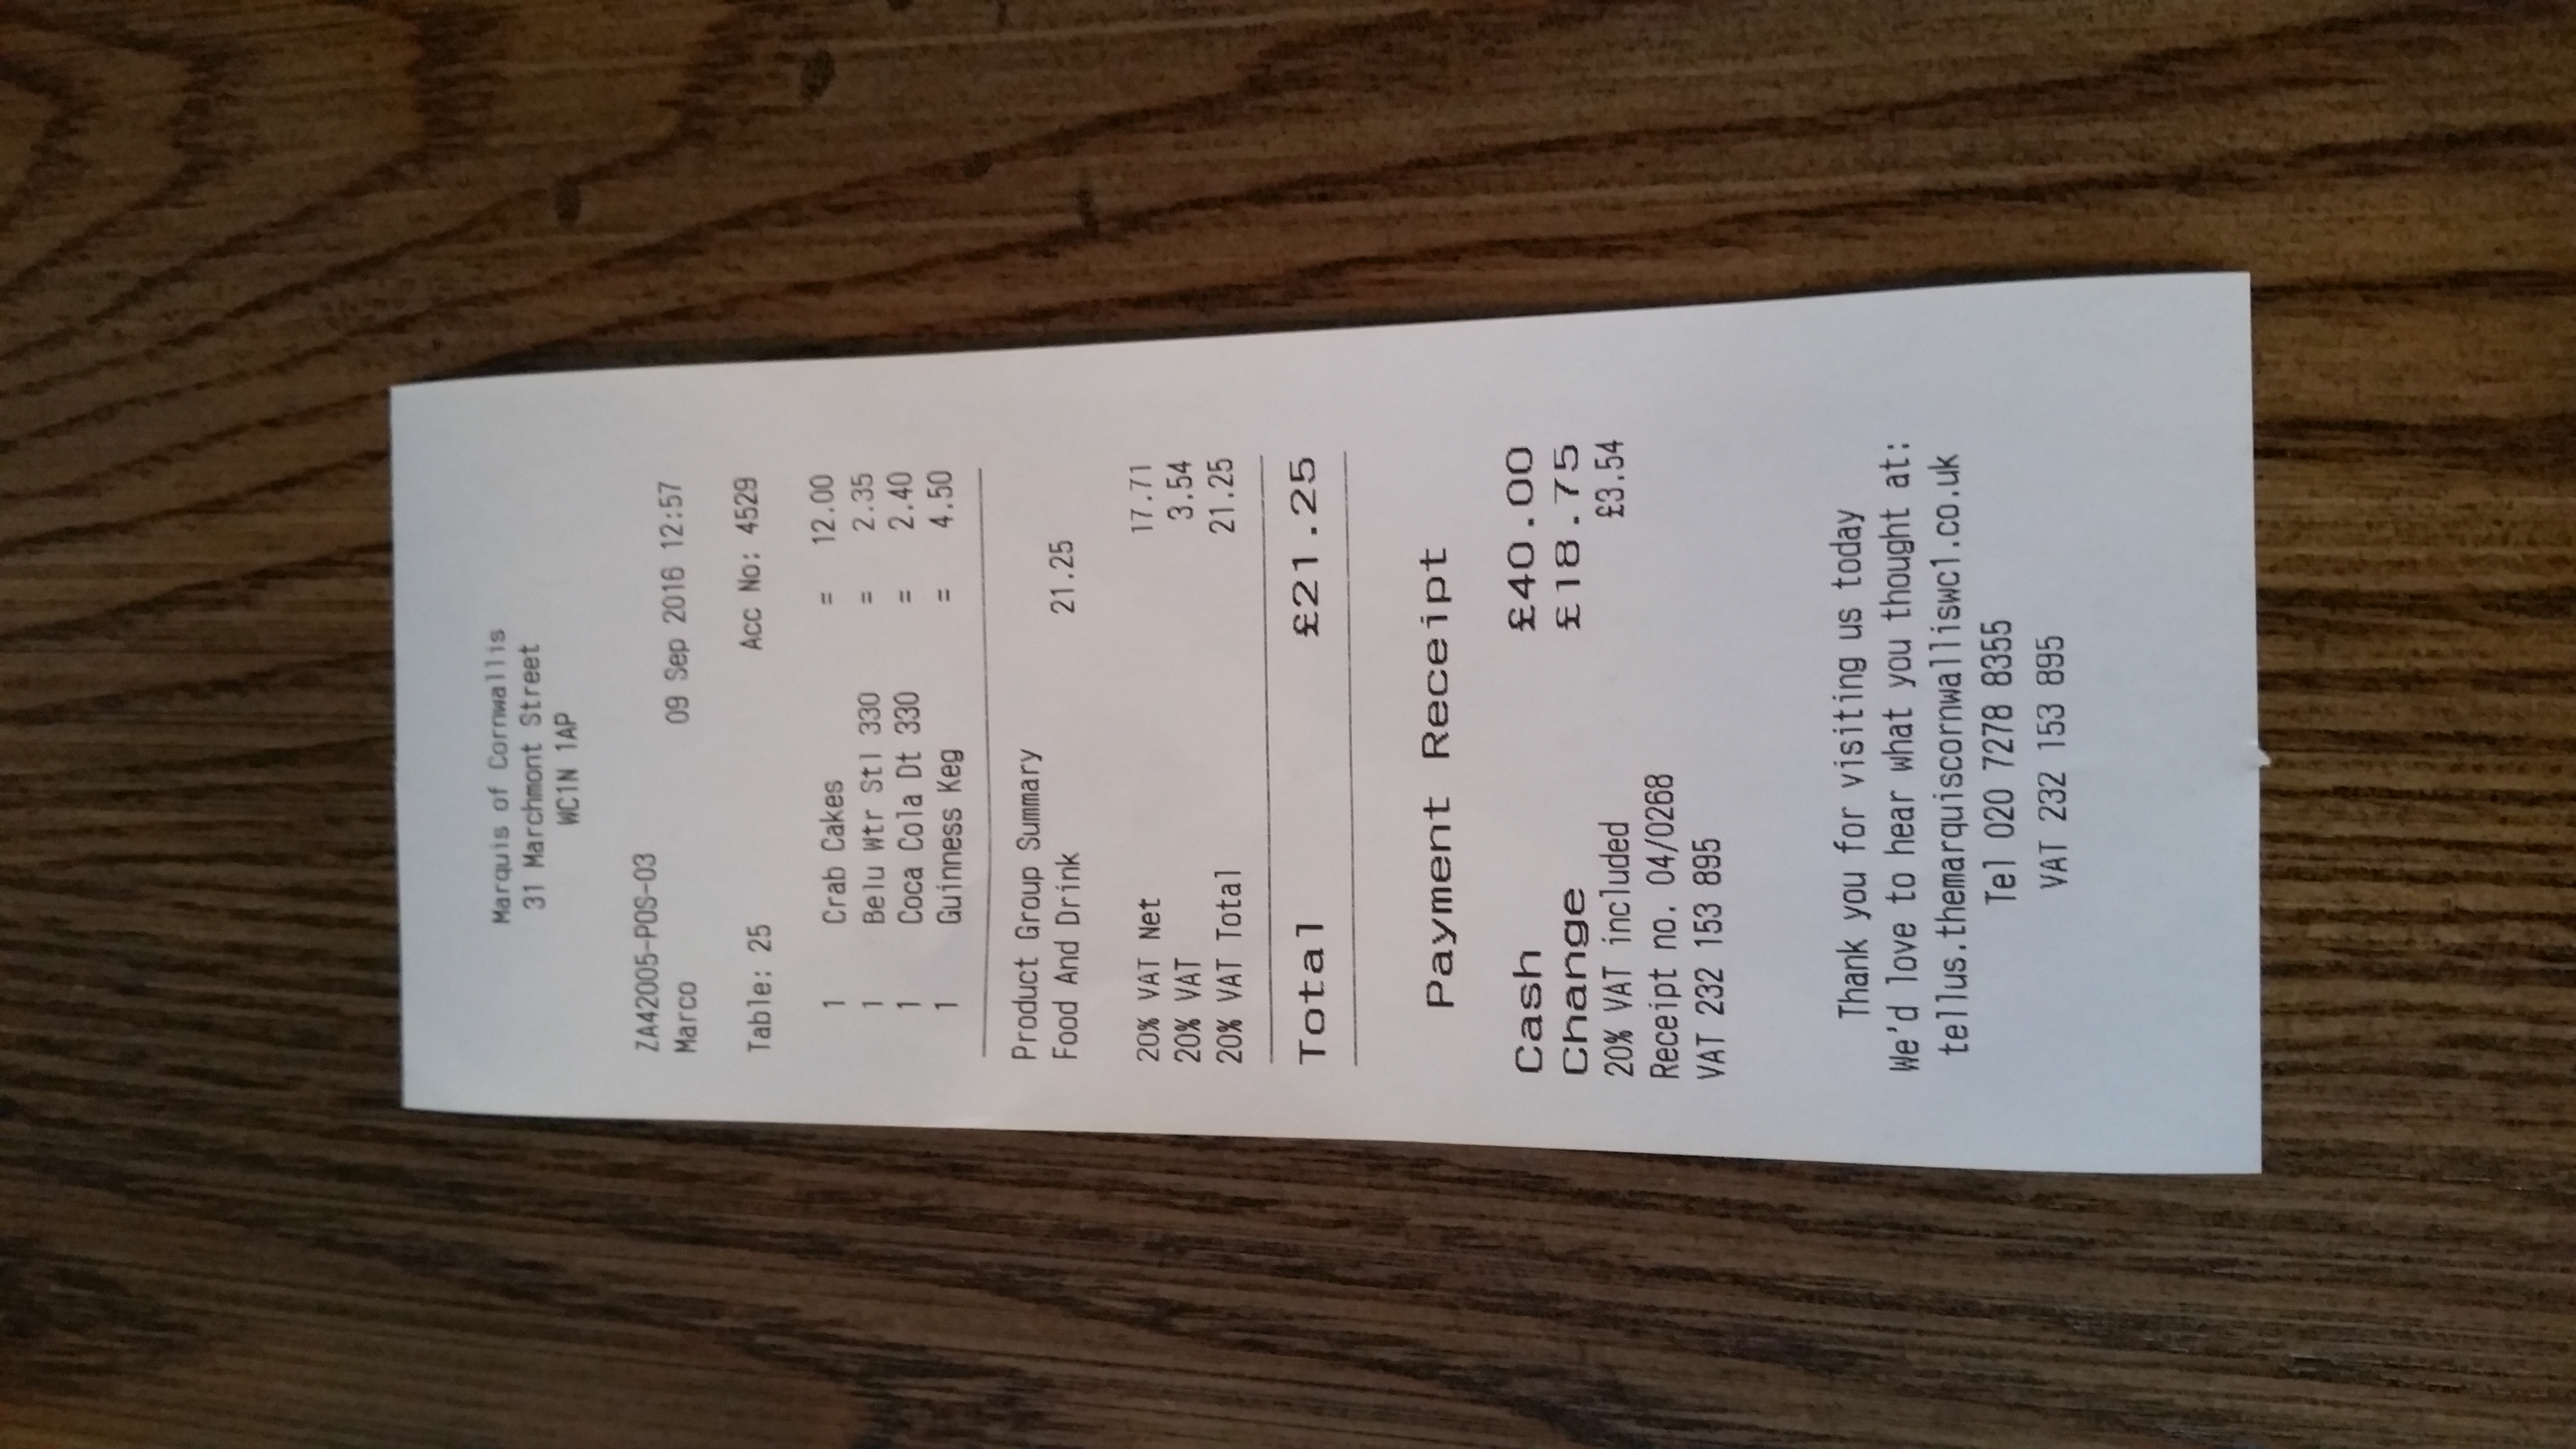 Marquis of Cornwallis
31 Marchmont Street
WC1N 1AP
ZA42005-POS-03
Marco 09 Sep 2016 12:57
Table: 25 Acc No: 4529
1 Crab Cakes = 12.00
1 Belu Wtr Stl 330 = 2.35
1 Coca Cola Dt 330 = 2.40
1 Guinness Keg = 4.50
Product Group Summary
Food And Drink 21.25
20% VAT Net 17.71
20% VAT 3.54
20% VAT Total 21.25
Total £21.25
Payment Receipt
Cash £40.00
Change £18.75
20% VAT included £3.54
Receipt no. 04/0268
VAT 232 153 895
Thank you for visiting us today
We'd love to hear what you thought at:
tellus.themarquiscornwalliswc1.co.uk
Tel 020 7278 8355
VAT 232 153 895